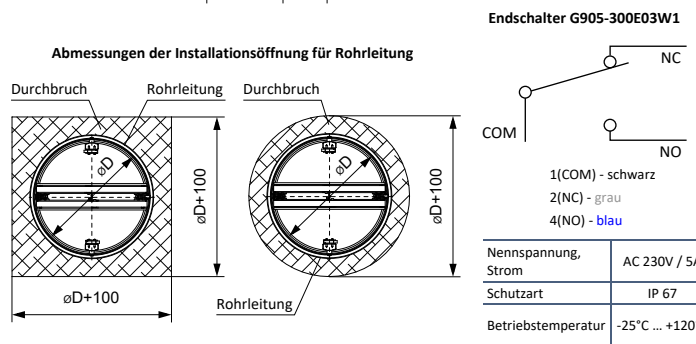 Endschalter G905-300E03W1
Abmessungen der Installationsöffnung für Rohrleitung
Durchbruch
Rohrleitung
Durchbruch
øD
øD+100
øD+100
øD
øD+100
Rohrleitung
NC
COM
NO
1(COM) - schwarz
2(NC) - grau
4(NO) - blau
Nennspannung,
Strom
AC 230V / 5A
Schutzart
IP 67
Betriebstemperatur
-25°C ... +120